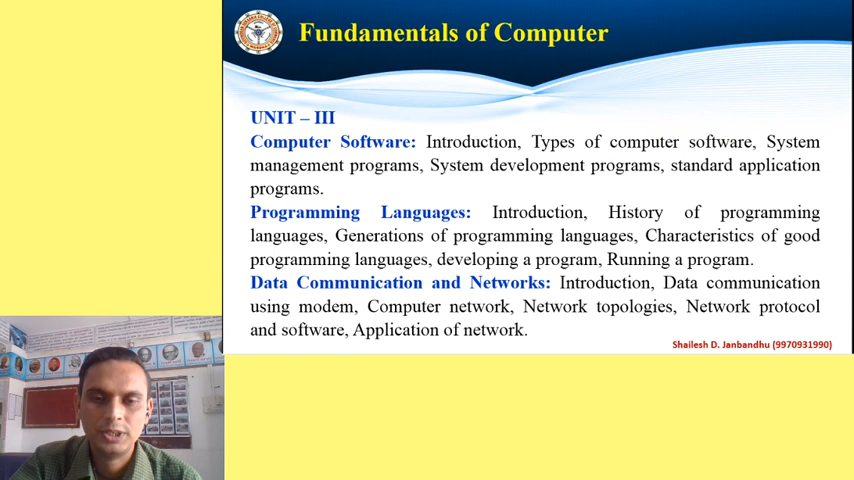 Fundamentals of Computer
UNIT – III
Computer Software: Introduction, Types of computer software, System
management programs, System development programs, standard application
programs.
Programming Languages: Introduction, History of programming
languages, Generations of programming languages, Characteristics of good
programming languages, developing a program, Running a program.
Data Communication and Networks: Introduction, Data communication
using modem, Computer network, Network topologies, Network protocol
and software, Application of network.
Shailesh D. Janbandhu (9970931990)